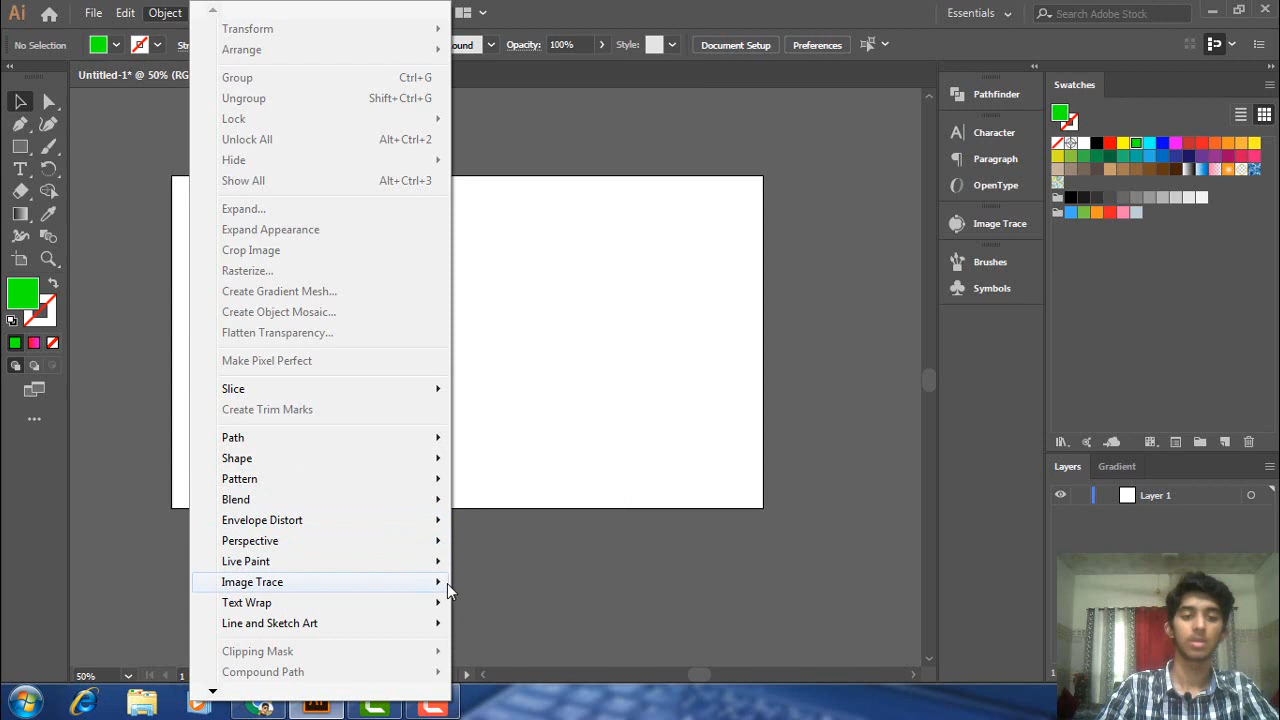 Ai
File
Edit
Object
Essentials
Search Adobe Stock
No Selection
Opacity:
100%
Style:
Document Setup
Preferences
Untitled-1* @ 50%
Transform
Arrange
Group Ctrl+G
Ungroup Shift+Ctrl+G
Lock
Unlock All Alt+Ctrl+2
Hide
Show All Alt+Ctrl+3
Expand...
Expand Appearance
Crop Image
Rasterize...
Create Gradient Mesh...
Create Object Mosaic...
Flatten Transparency...
Make Pixel Perfect
Slice
Create Trim Marks
Path
Shape
Pattern
Blend
Envelope Distort
Perspective
Live Paint
Image Trace
Text Wrap
Line and Sketch Art
Clipping Mask
Compound Path
Pathfinder
Character
Paragraph
OpenType
Image Trace
Brushes
Symbols
Swatches
Layers
Gradient
Layer 1
50%
1